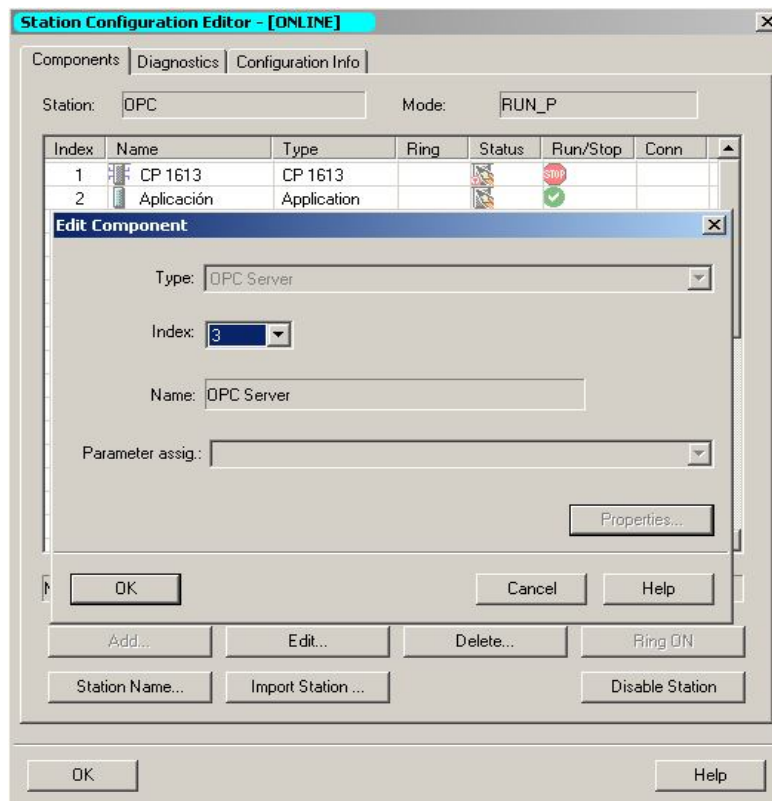 Station Configuration Editor - [ONLINE]
Components Diagnostics Configuration Info
Station: OPC Mode: RUN_P
Index Name Type Ring Status Run/Stop Conn
1 CP 1613 CP 1613 STOP
2 Aplicación Application
Edit Component
Type: OPC Server
Index: 3
Name: OPC Server
Parameter assig.:
Properties...
OK Cancel Help
Add... Edit... Delete... Ring ON
Station Name... Import Station ... Disable Station
OK Help